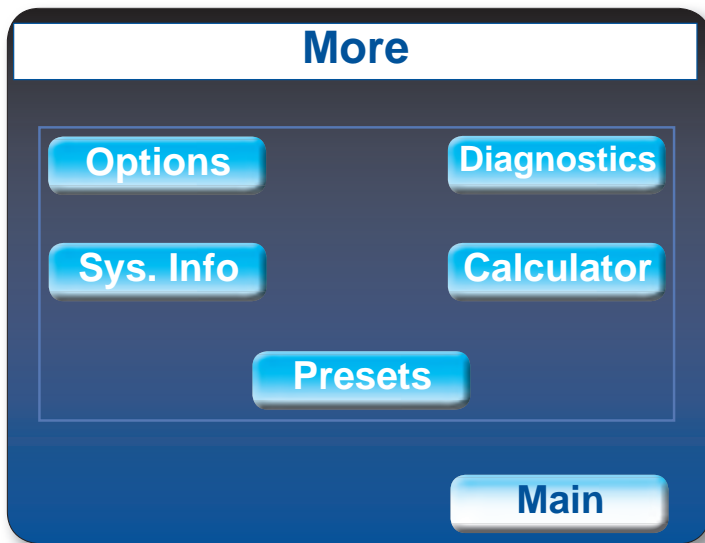 More
Options
Diagnostics
Sys. Info
Calculator
Presets
Main